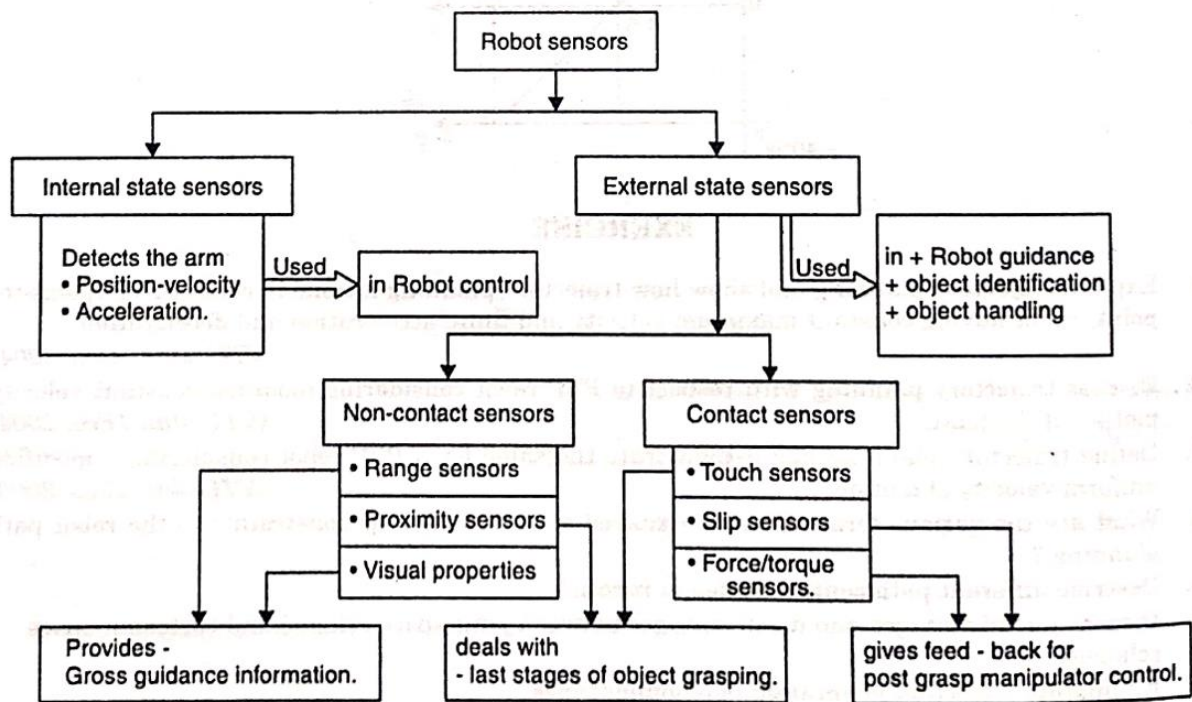 Robot sensors
Internal state sensors
External state sensors
Detects the arm
• Position-velocity
• Acceleration.
Used
in Robot control
Used
in + Robot guidance
+ object identification
+ object handling
Non-contact sensors
Contact sensors
• Range sensors
• Proximity sensors
• Visual properties
• Touch sensors
• Slip sensors
• Force/torque
sensors.
Provides -
Gross guidance information.
deals with
- last stages of object grasping.
gives feed - back for
post grasp manipulator control.